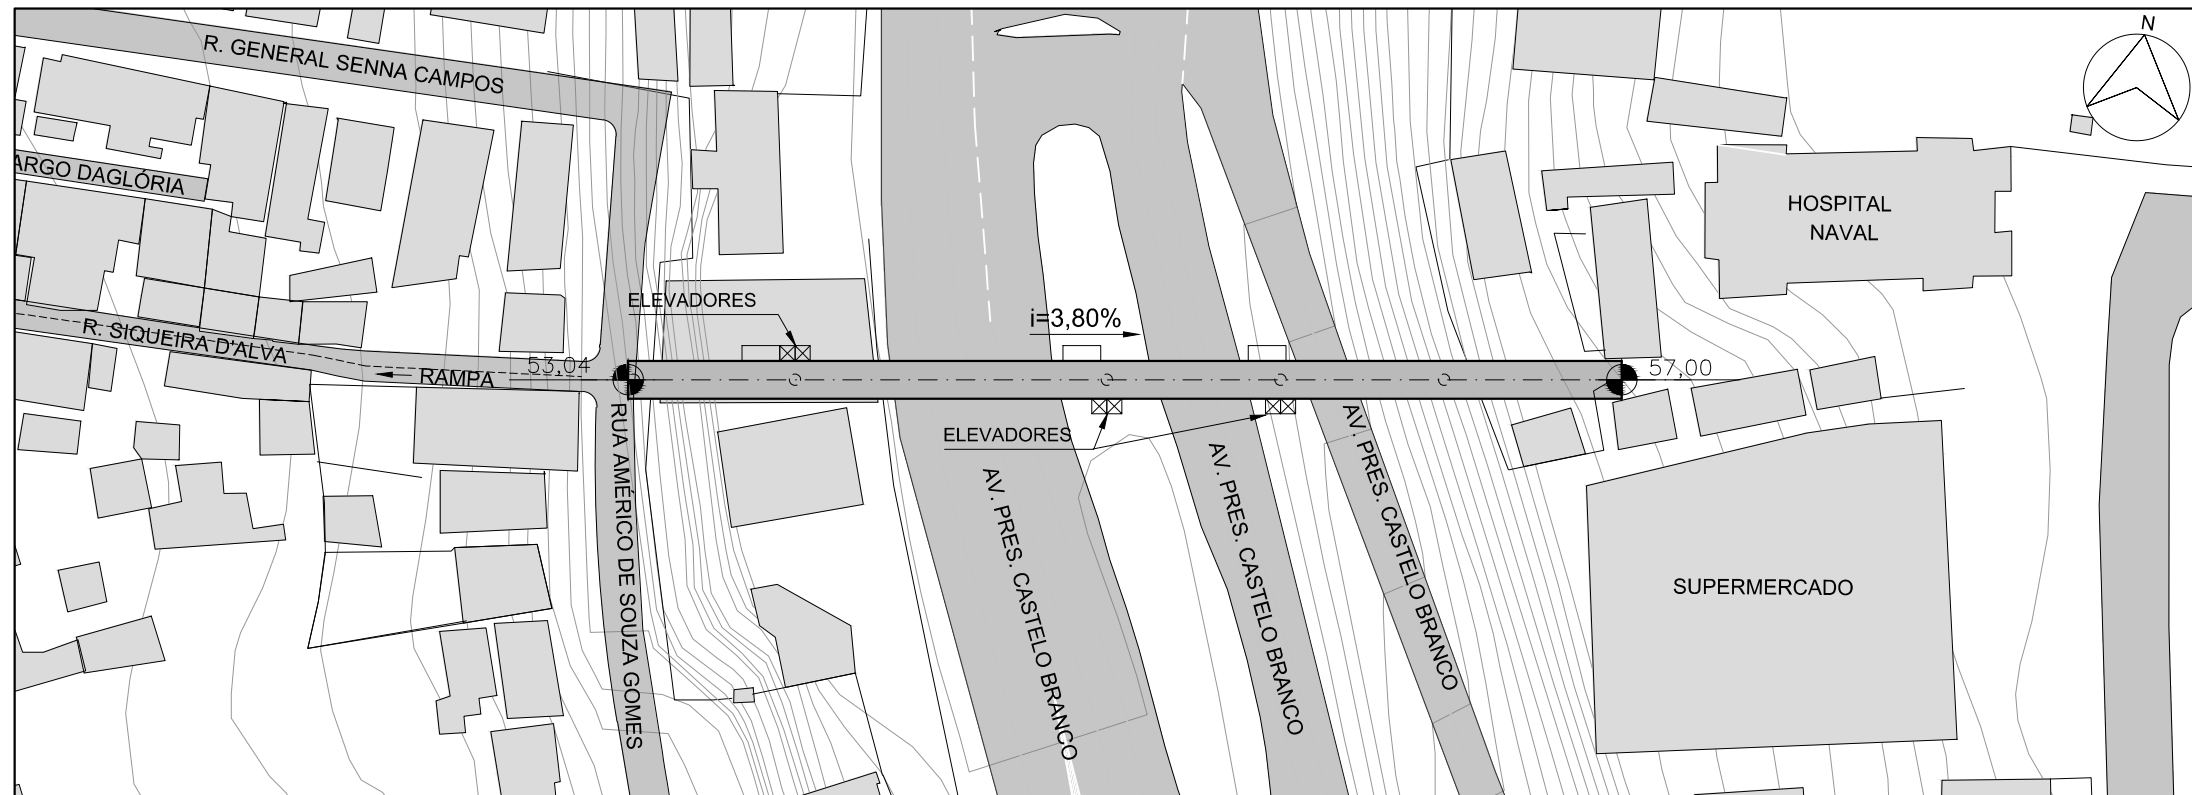 R. GENERAL SENNA CAMPOS
N
ARGO DAGLÓRIA
HOSPITAL
NAVAL
ELEVADORES
i=3,80%
R. SIQUEIRA D'ALVA
53,04
RAMPA
57,00
ELEVADORES
RUA AMÉRICO DE SOUZA GOMES
AV. PRES. CASTELO BRANCO
AV. PRES. CASTELO BRANCO
AV. PRES. CASTELO BRANCO
SUPERMERCADO